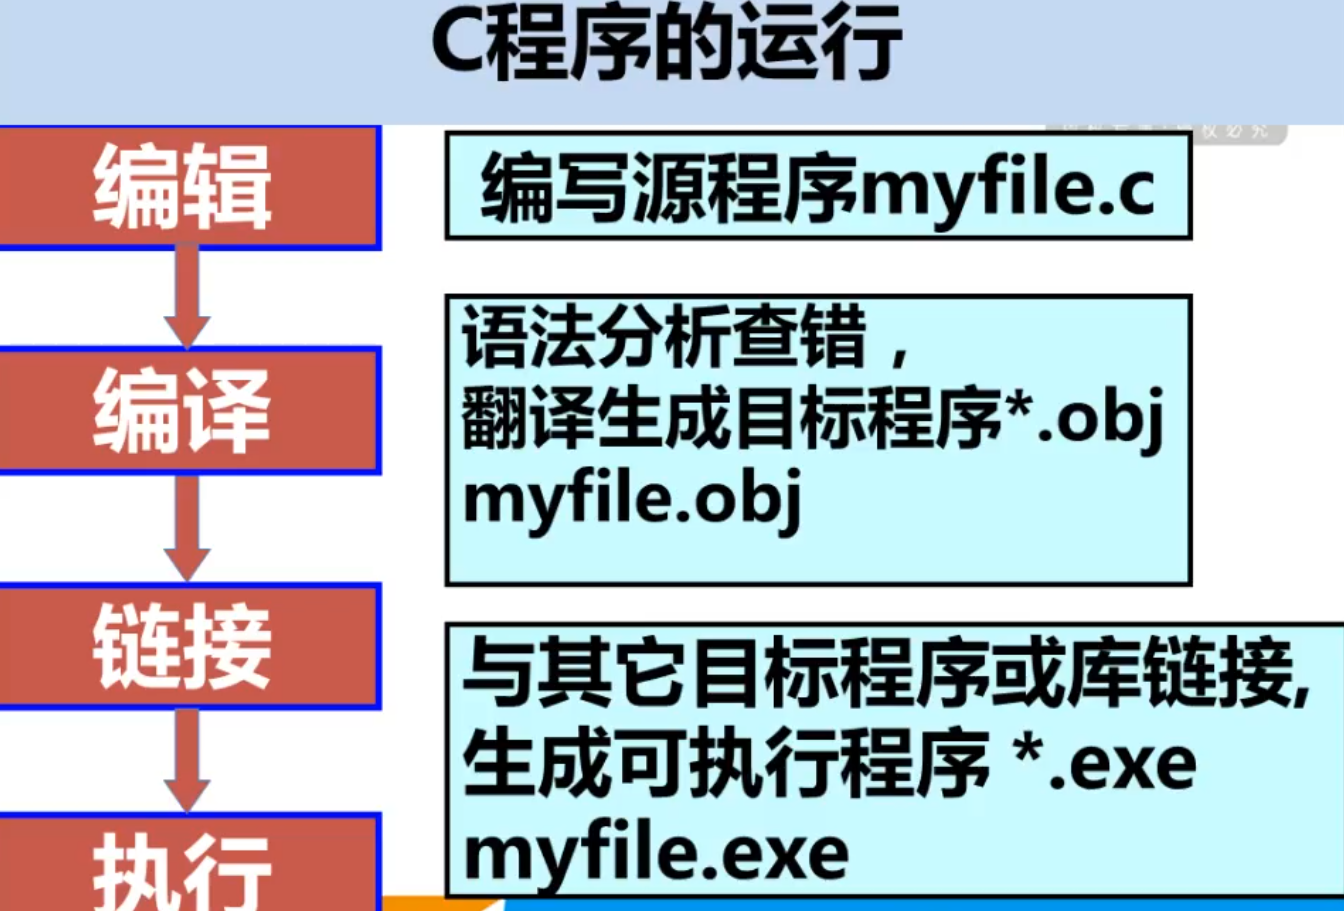 C程序的运行
编辑
编写源程序myfile.c
编译
语法分析查错，
翻译生成目标程序*.obj
myfile.obj
链接
与其它目标程序或库链接,
生成可执行程序 *.exe
myfile.exe
执行